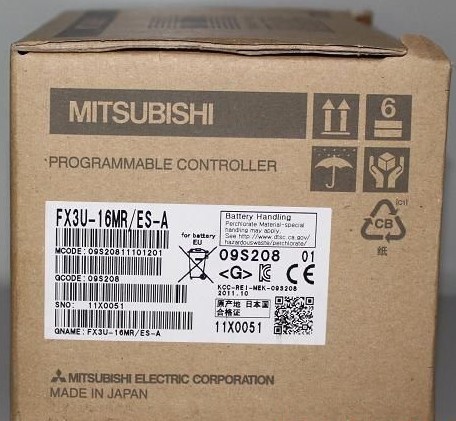 MITSUBISHI
6
PROGRAMMABLE CONTROLLER
FX3U-16MR/ES-A
MCODE: 09S20811101201
QCODE: 09S208
SNO: 11X0051
QNAME: FX3U-16MR/ES-A
for battery
EU
Battery Handling
Perchlorate Material-special
handling may apply.
See http://www.dtsc.ca.gov/
hazardouswaste/perchlorate/
09S208 01
<G> CE
KCC-REI-MEK-09S208
2011.10
原产地 日本国
合格证
11X0051
CB
纸
MITSUBISHI ELECTRIC CORPORATION
MADE IN JAPAN